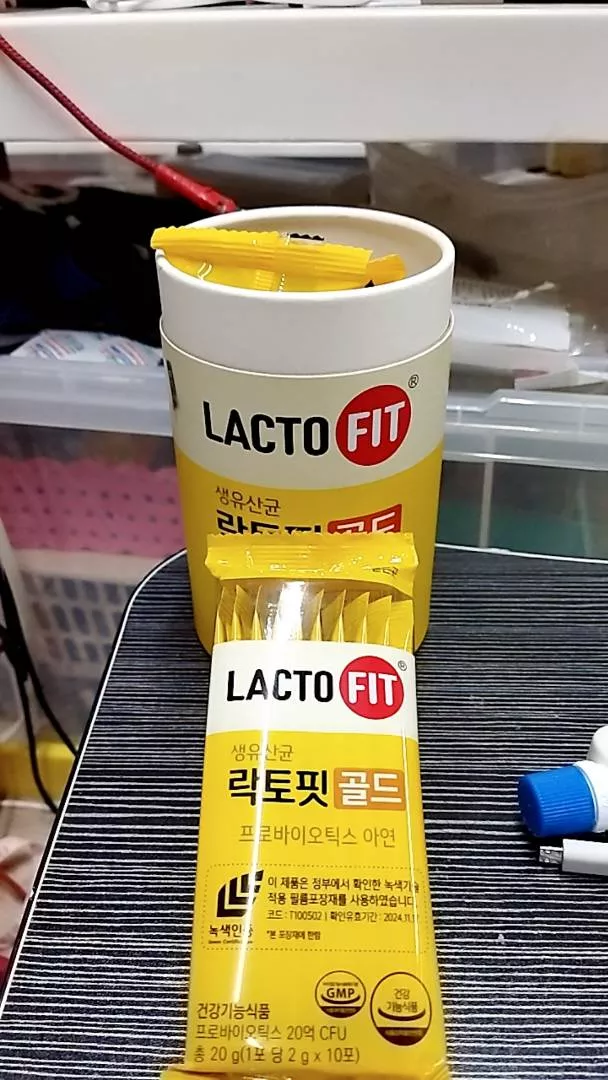 LACTO FIT®
생유산균
락토핏 골드
LACTO FIT®
생유산균
락토핏 골드
프로바이오틱스 아연
이 제품은 정부에서 확인한 녹색기술
적용 필름포장재를 사용하였습니다.
코드 : T100502 | 확인유효기간 : 2024.11.
녹색인증
*본 포장재에 한함
GMP
건강
기능식품
건강기능식품
프로바이오틱스 20억 CFU
총 20 g(1포 당 2 g x 10포)